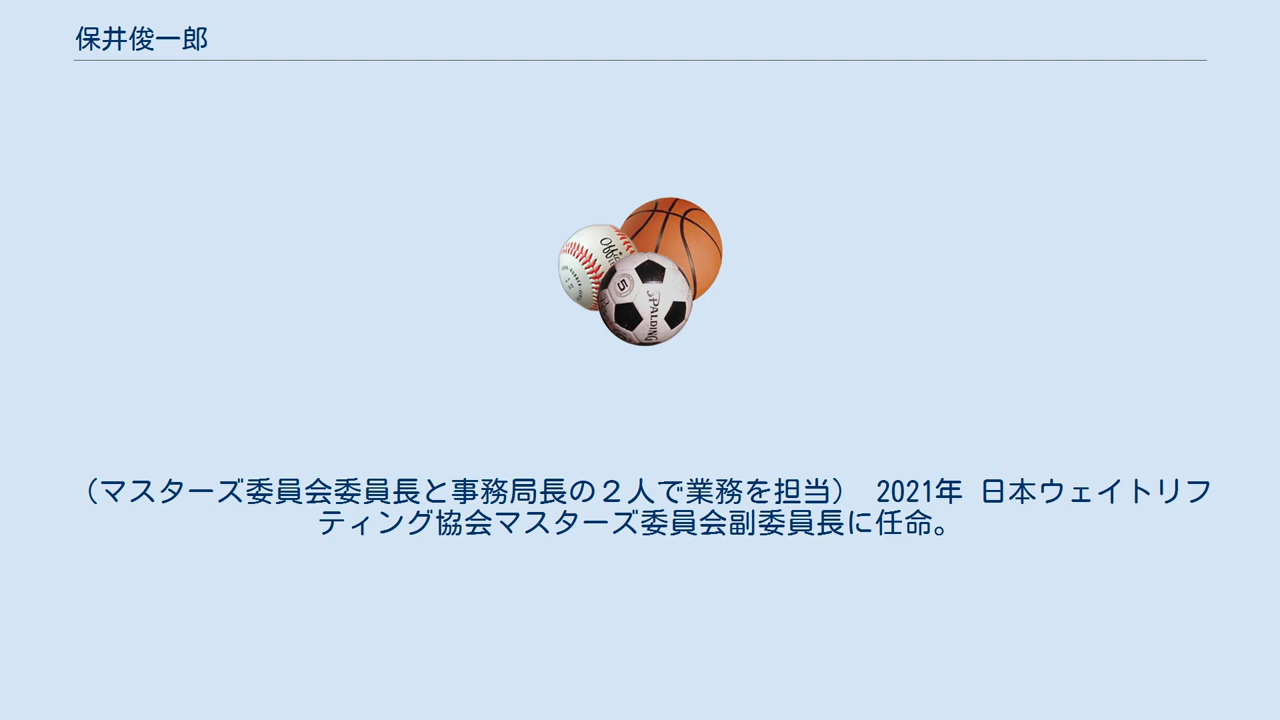 保井俊一郎
Offic
5
SPALDING
（マスターズ委員会委員長と事務局長の２人で業務を担当） 2021年 日本ウェイトリフ
ティング協会マスターズ委員会副委員長に任命。